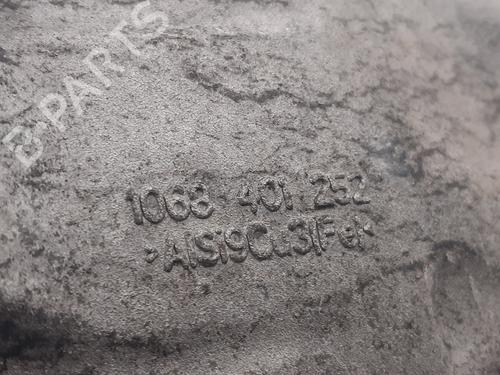 B-PARTS
1068 401 252
>AlSi9Cu3(Fe)<